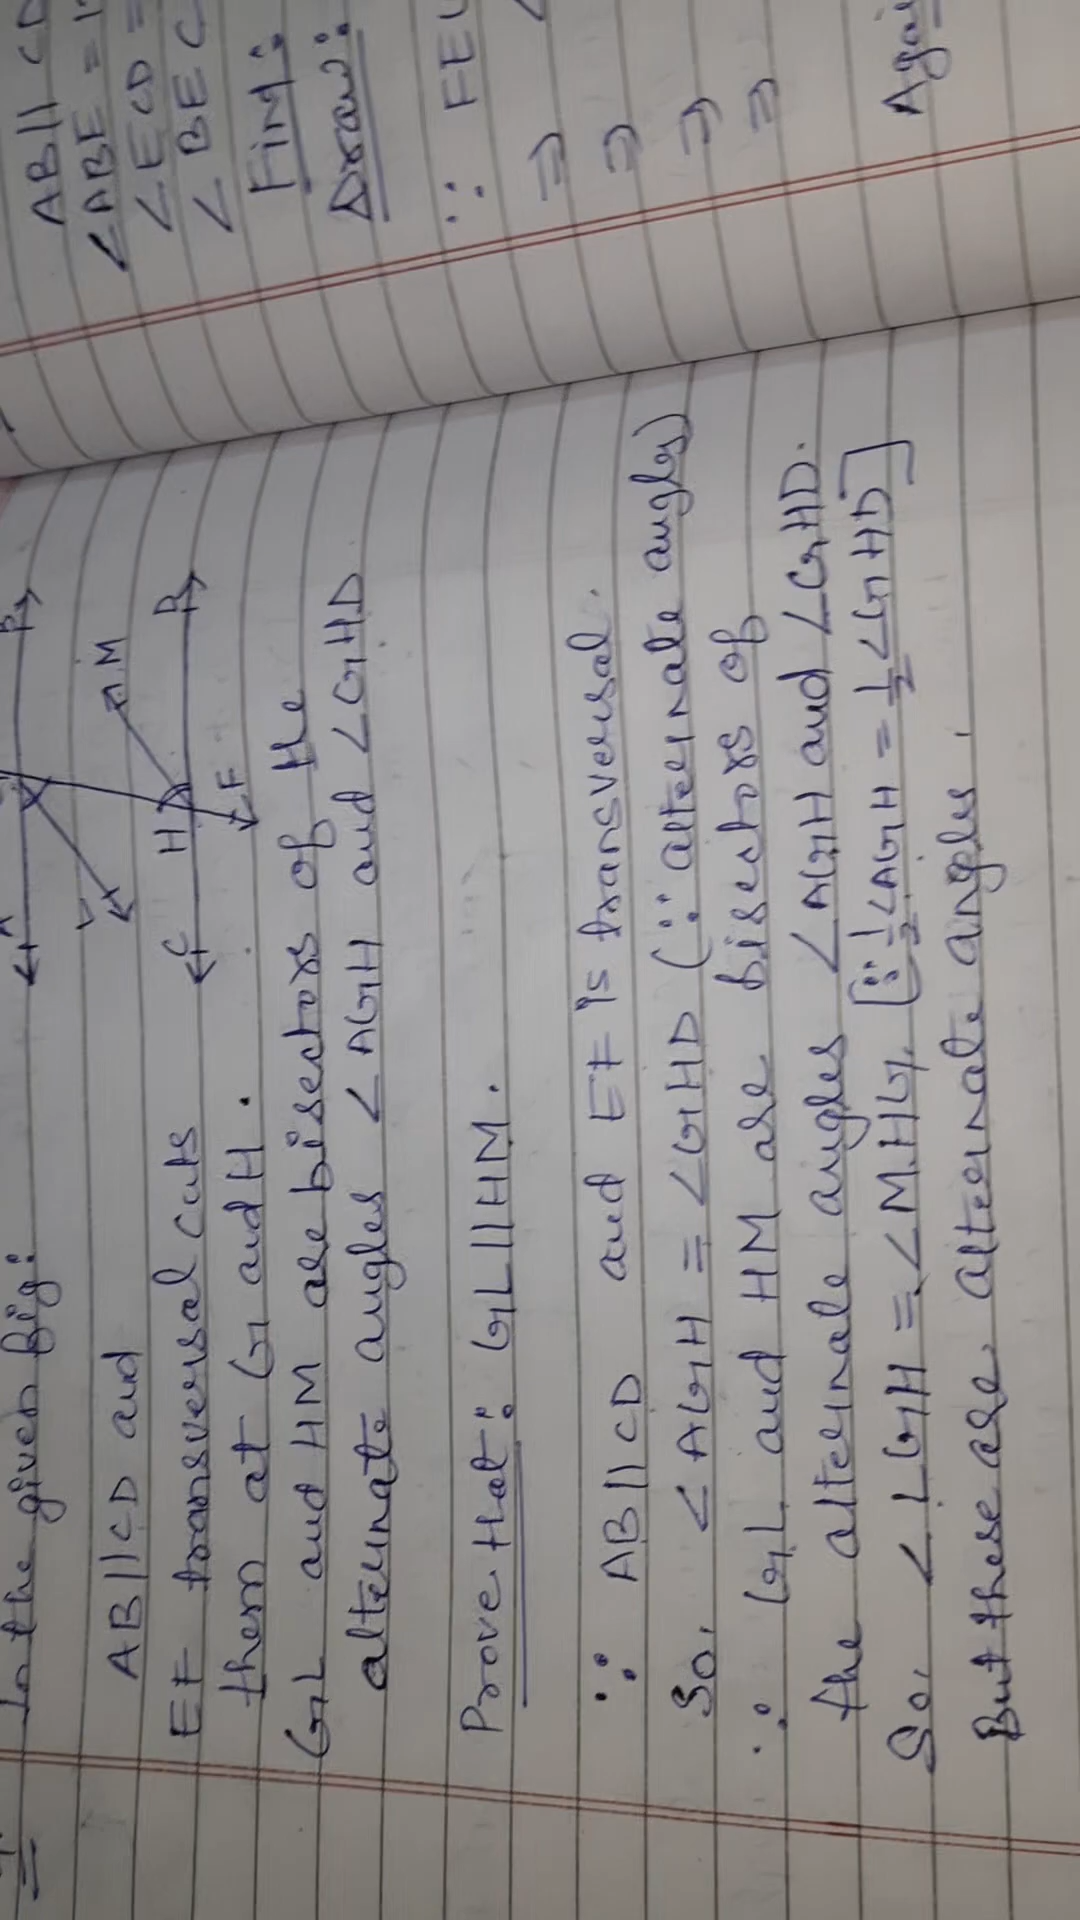 In the given fig:
AB||CD and
EF transversal cuts
them at G and H.
GL and HM are bisectors of the
alternate angles <AGH and <GHD
Prove that: GL||HM.
∵ AB||CD and EF is transversal.
So, <AGH = <GHD (∵ alternate angles)
∵ GL and HM are bisectors of
the alternate angles <AGH and <GHD.
So, <LGH = <MHG, [∵ 1/2 <AGH = 1/2 <GHD]
But these are alternate angles.
A
L
M
C
H
D
F
AB|| CD
<ABE = 1
<ECD =
<BEC
Fin:
Draw:
∴ FE
⇒
⇒
⇒
⇒
Agai